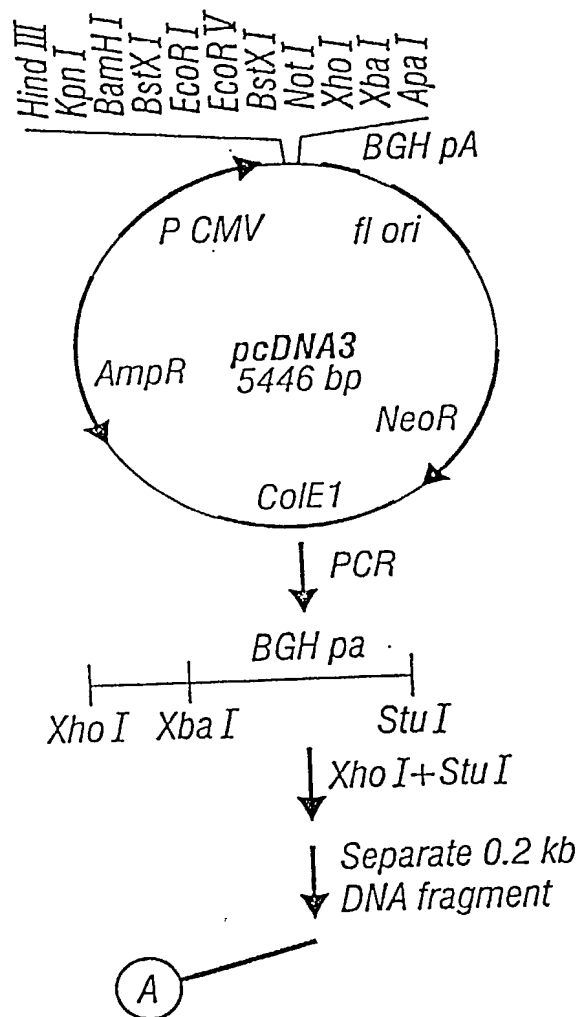 Hind III
Kpn I
BamH I
BstX I
EcoR I
EcoR V
BstX I
Not I
Xho I
Xba I
Apa I
BGH pA
P CMV
fl ori
pcDNA3
5446 bp
AmpR
NeoR
ColE1
PCR
BGH pa
Xho I
Xba I
Stu I
Xho I+Stu I
Separate 0.2 kb
DNA fragment
A